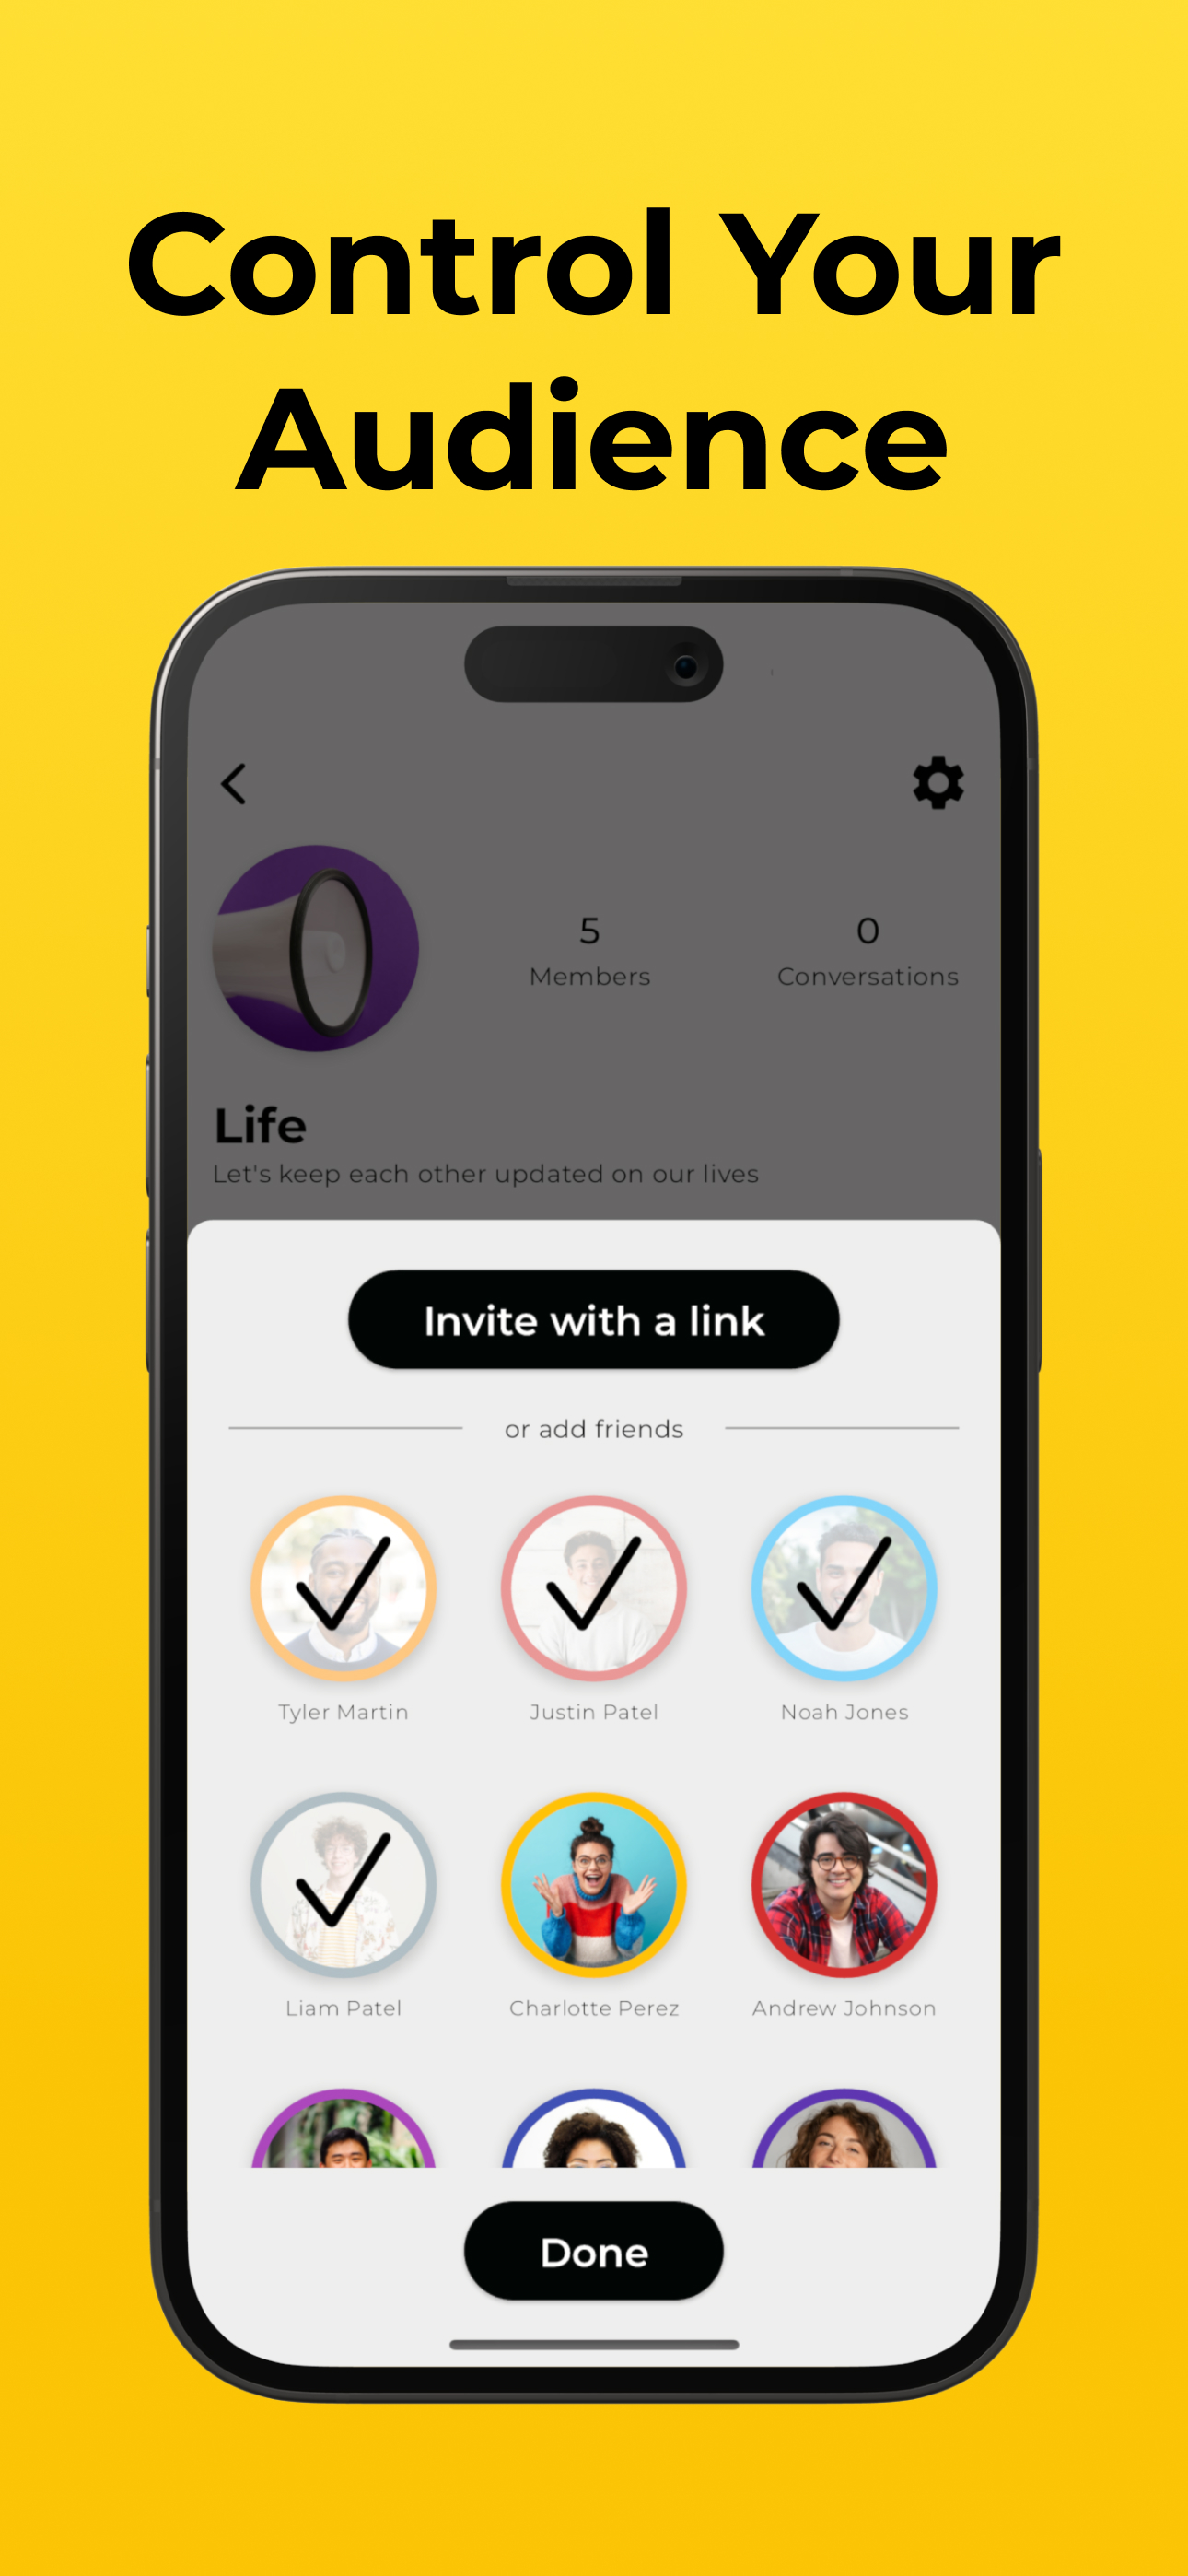 Control Your
Audience
5
0
Members
Conversations
Life
Let's keep each other updated on our lives
Invite with a link
or add friends
Tyler Martin
Justin Patel
Noah Jones
Liam Patel
Charlotte Perez
Andrew Johnson
Done